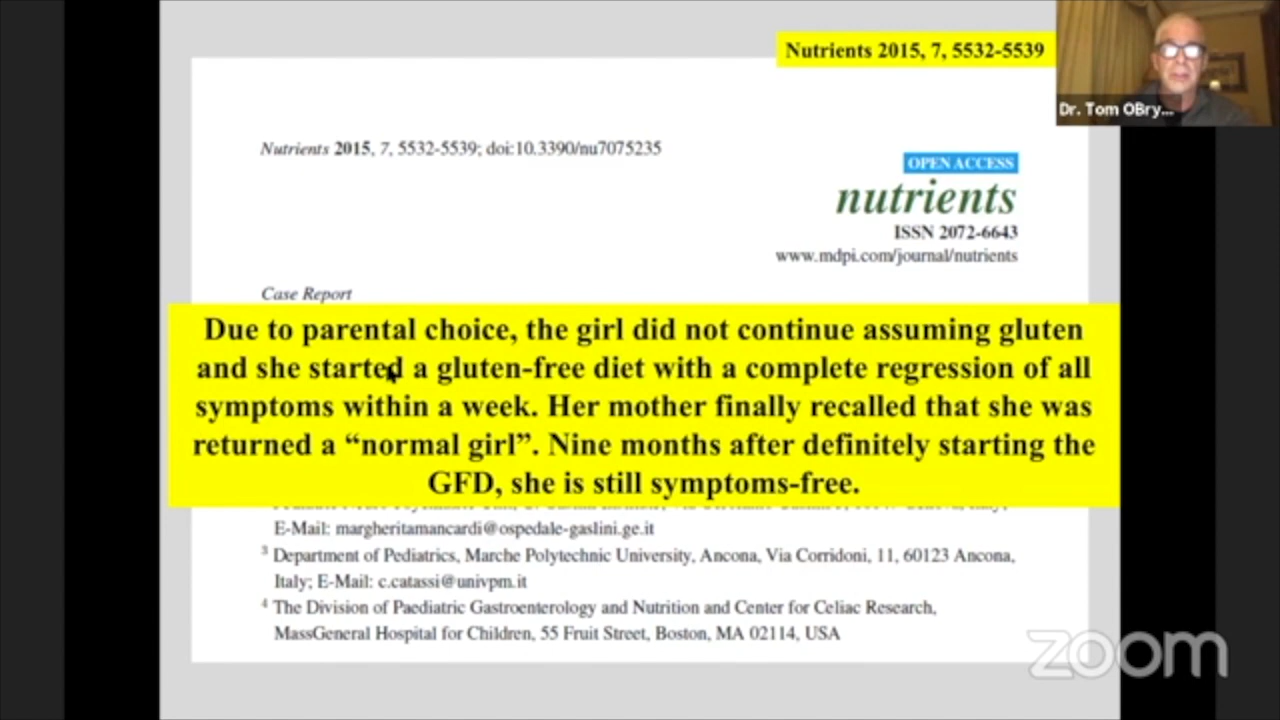 Nutrients 2015, 7, 5532-5539
Dr. Tom OBry...
Nutrients 2015, 7, 5532-5539; doi:10.3390/nu7075235
OPEN ACCESS
nutrients
ISSN 2072-6643
www.mdpi.com/journal/nutrients
Case Report
Due to parental choice, the girl did not continue assuming gluten
and she started a gluten-free diet with a complete regression of all
symptoms within a week. Her mother finally recalled that she was
returned a “normal girl”. Nine months after definitely starting the
GFD, she is still symptoms-free.
E-Mail: margheritamancardi@ospedale-gaslini.ge.it
3 Department of Pediatrics, Marche Polytechnic University, Ancona, Via Corridoni, 11, 60123 Ancona,
Italy; E-Mail: c.catassi@univpm.it
4 The Division of Paediatric Gastroenterology and Nutrition and Center for Celiac Research,
MassGeneral Hospital for Children, 55 Fruit Street, Boston, MA 02114, USA
zoom